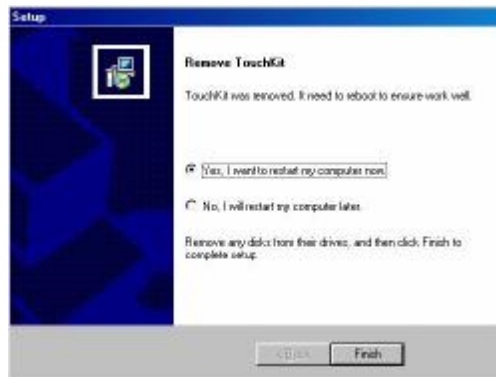 Setup
Remove TouchKit
TouchKit was removed. It need to reboot to ensure work well.
Yes, I want to restart my computer now.
No, I will restart my computer later.
Remove any disks from their drives, and then click Finish to
complete setup.
< Back
Finish